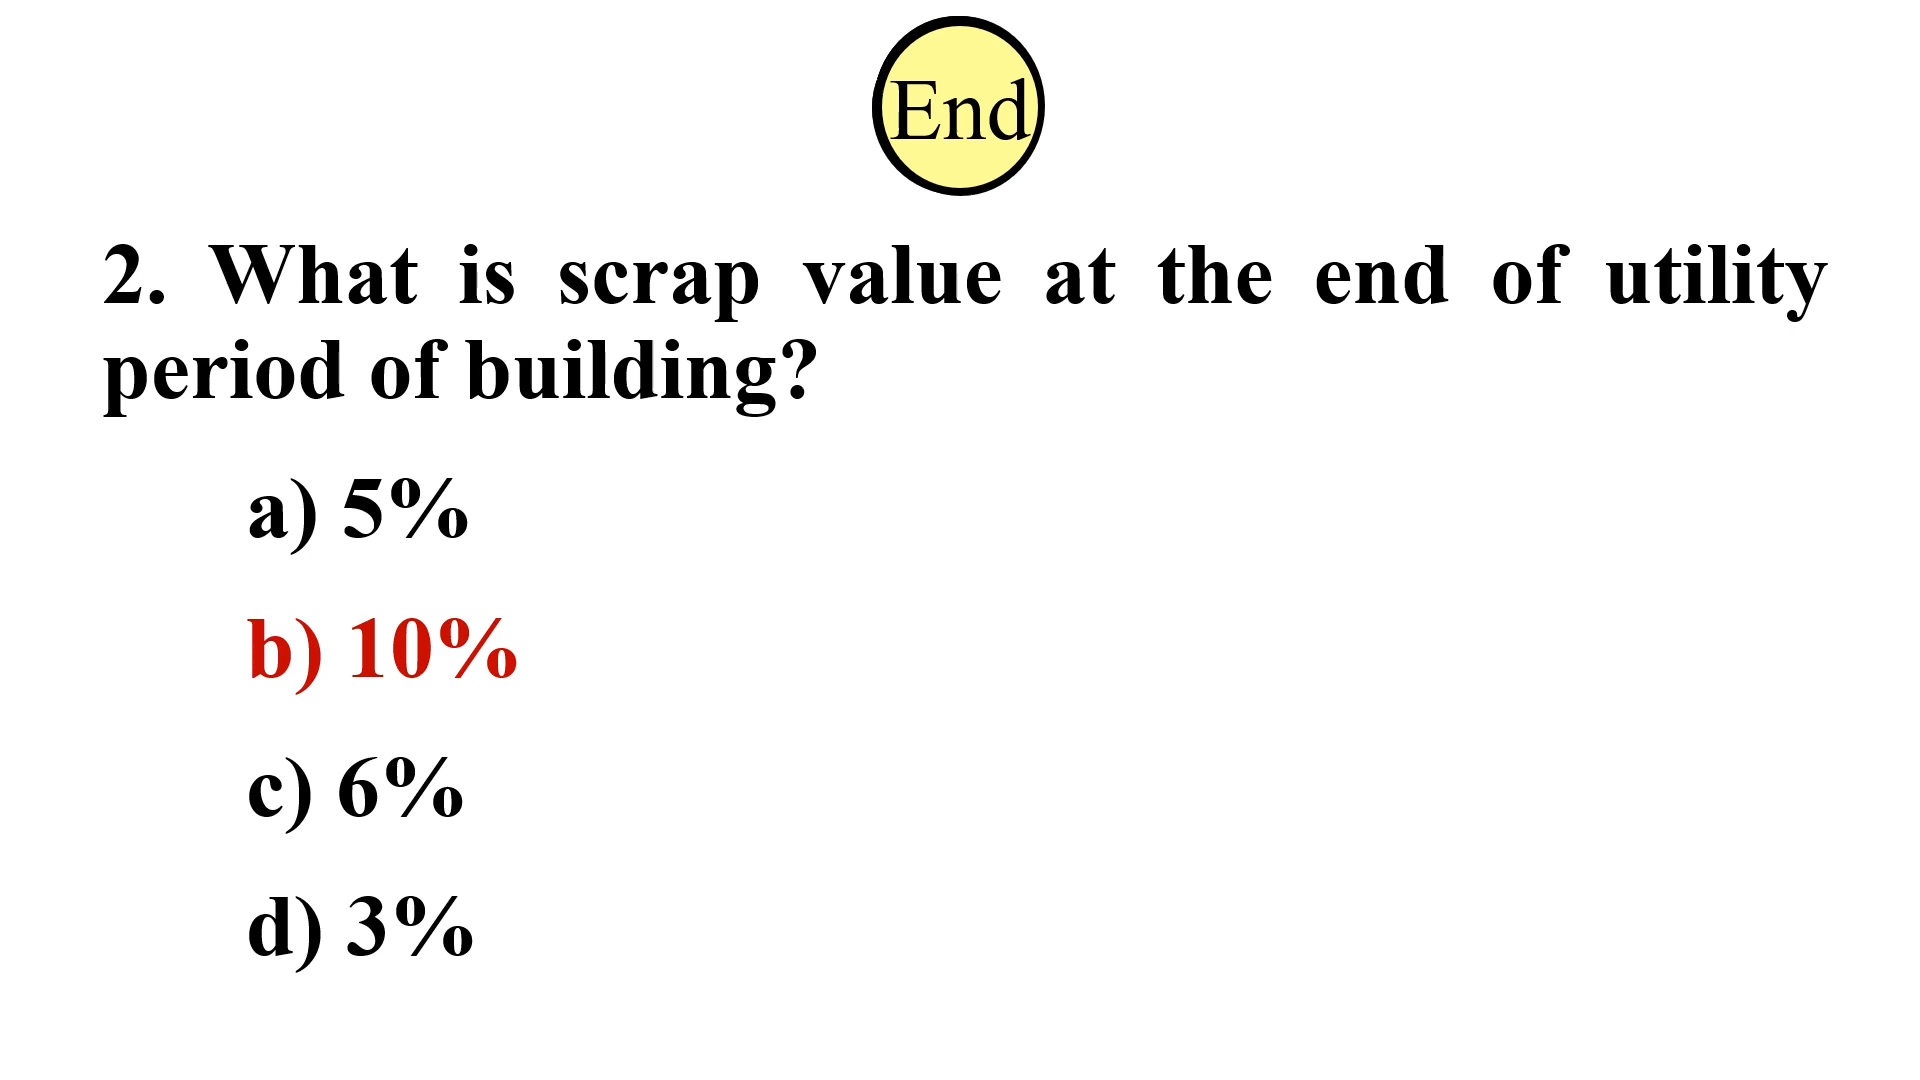 End
2. What is scrap value at the end of utility
period of building?
a) 5%
b) 10%
c) 6%
d) 3%